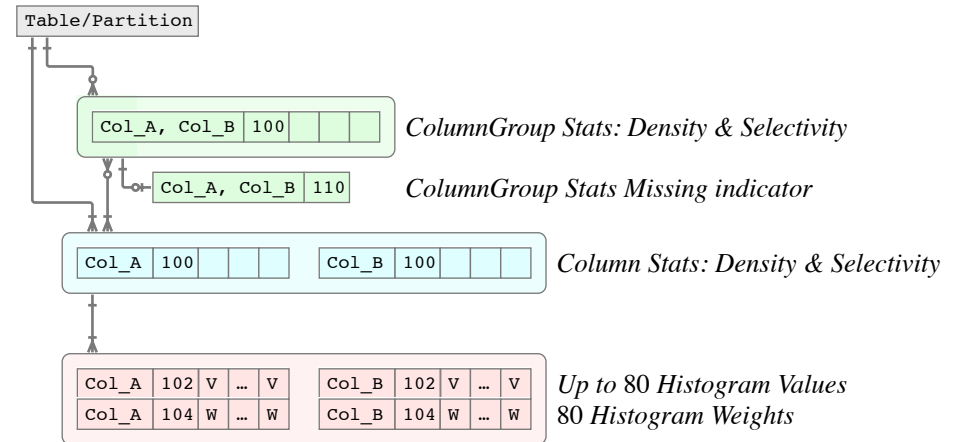 Table/Partition
Col_A, Col_B 100 ColumnGroup Stats: Density & Selectivity
Col_A, Col_B 110 ColumnGroup Stats Missing indicator
Col_A 100 Col_B 100 Column Stats: Density & Selectivity
Col_A 102 V … V Col_B 102 V … V Up to 80 Histogram Values
Col_A 104 W … W Col_B 104 W … W 80 Histogram Weights